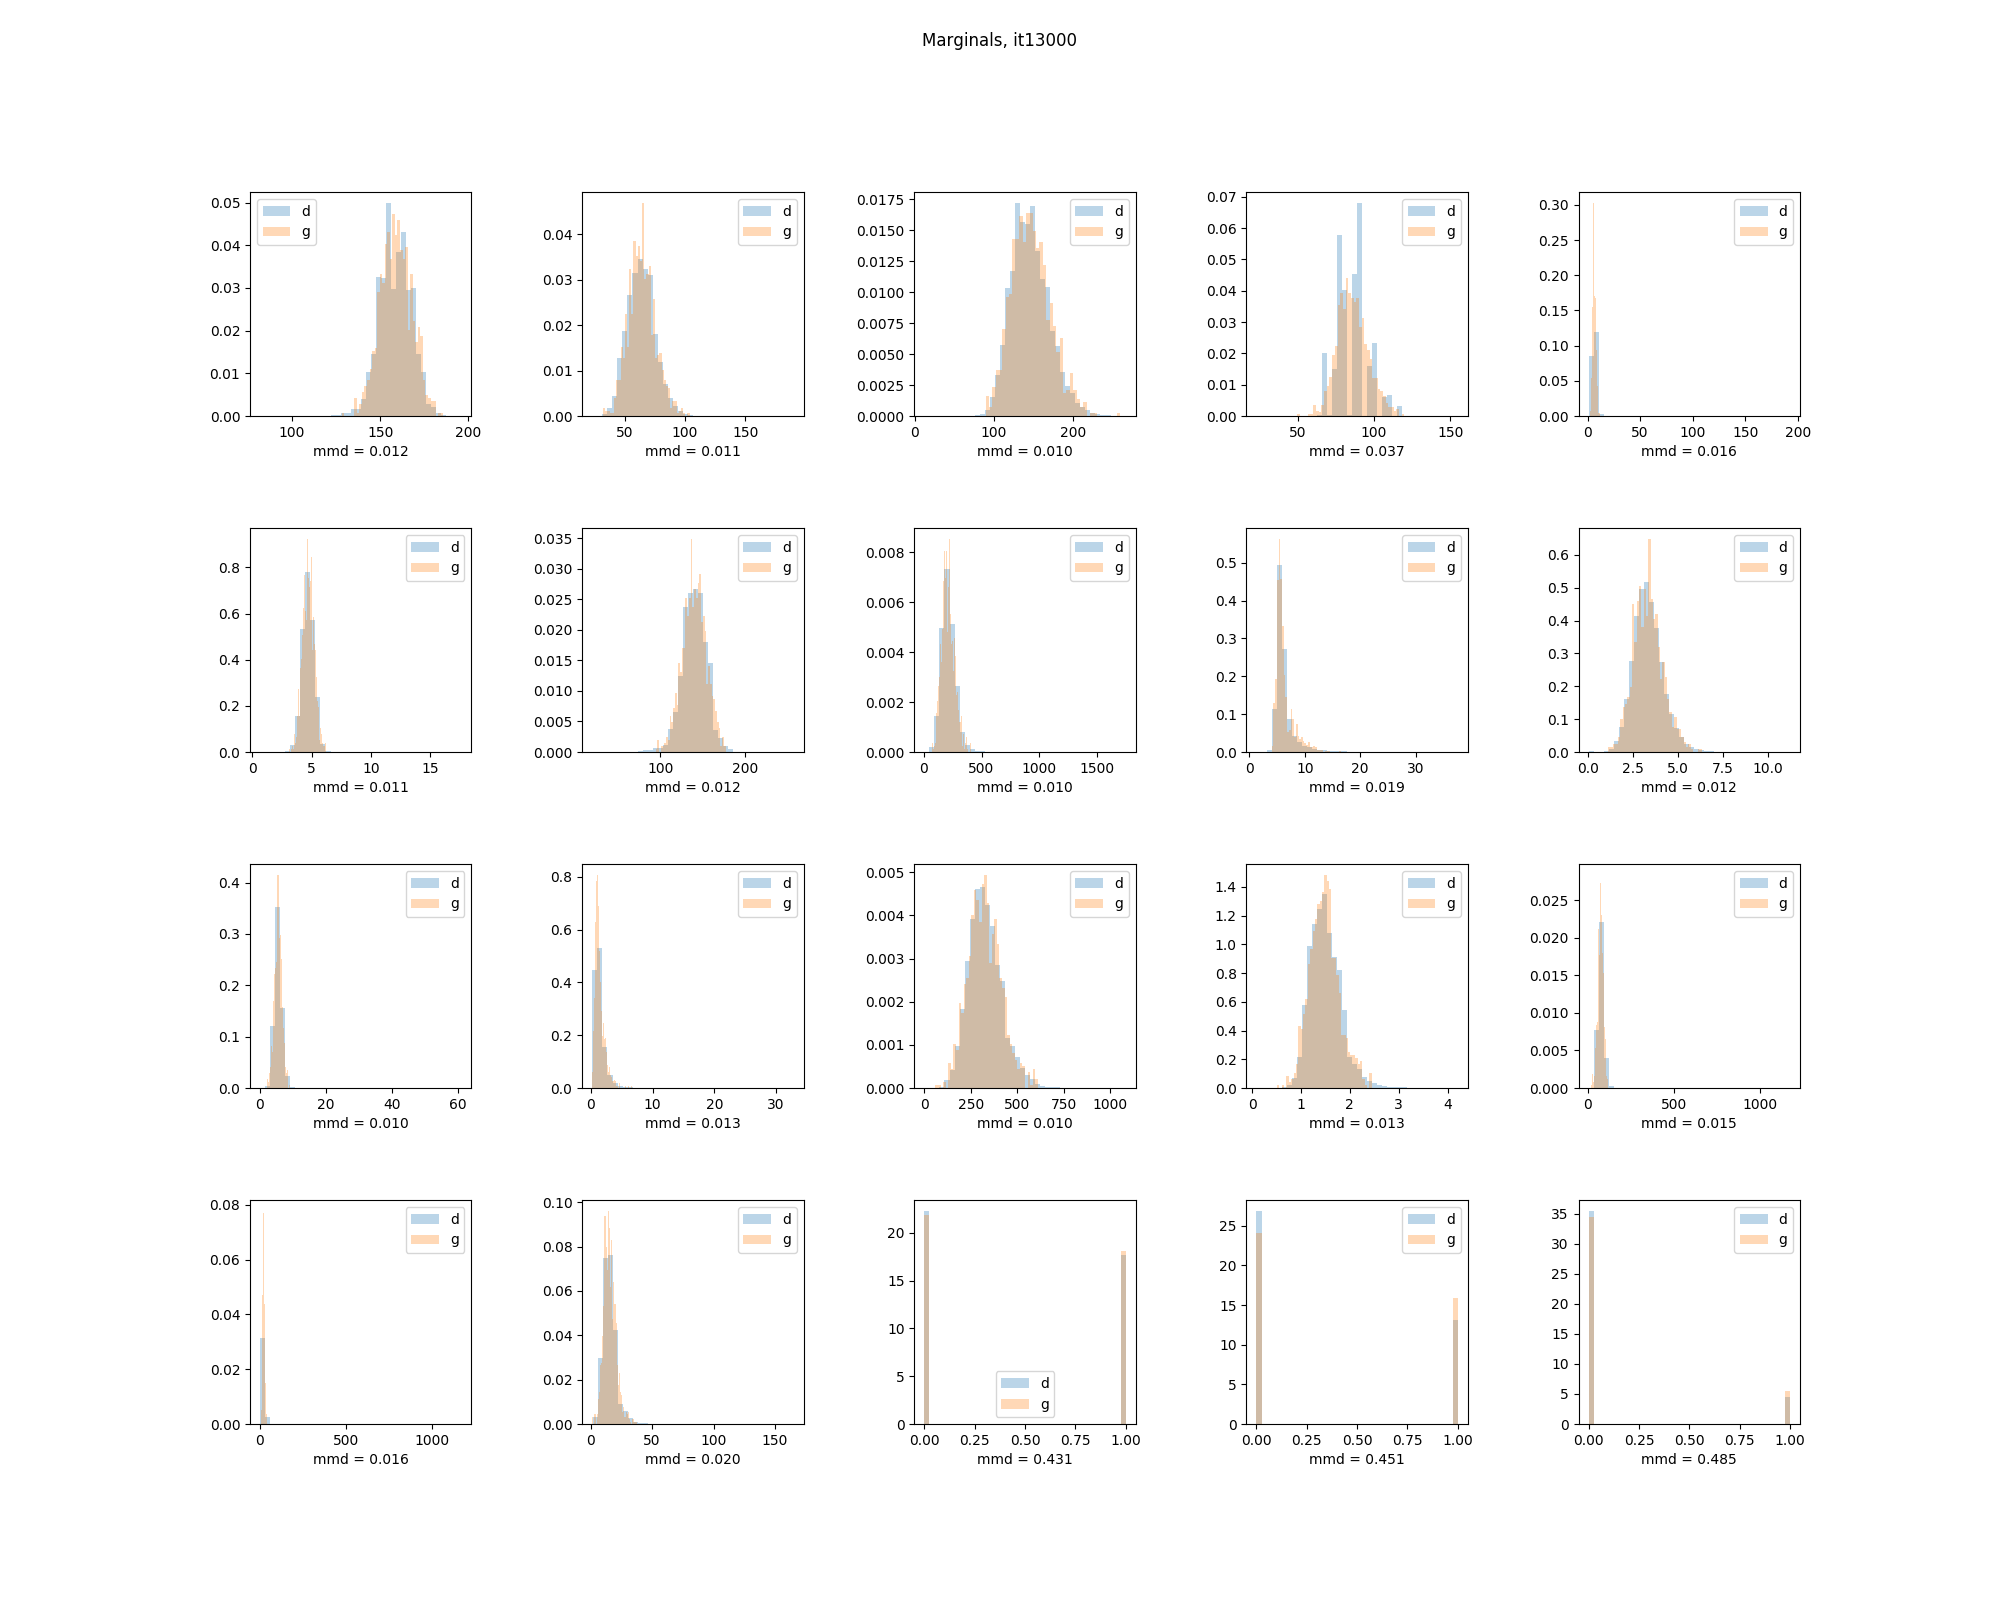 Marginals, it13000
d
g
0.05
0.04
0.03
0.02
0.01
0.00
100 150 200
mmd = 0.012
d
g
0.04
0.03
0.02
0.01
0.00
50 100 150
mmd = 0.011
d
g
0.0175
0.0150
0.0125
0.0100
0.0075
0.0050
0.0025
0.0000
0 100 200
mmd = 0.010
d
g
0.07
0.06
0.05
0.04
0.03
0.02
0.01
0.00
50 100 150
mmd = 0.037
d
g
0.30
0.25
0.20
0.15
0.10
0.05
0.00
0 50 100 150 200
mmd = 0.016
d
g
0.8
0.6
0.4
0.2
0.0
0 5 10 15
mmd = 0.011
d
g
0.035
0.030
0.025
0.020
0.015
0.010
0.005
0.000
100 200
mmd = 0.012
d
g
0.008
0.006
0.004
0.002
0.000
0 500 1000 1500
mmd = 0.010
d
g
0.5
0.4
0.3
0.2
0.1
0.0
0 10 20 30
mmd = 0.019
d
g
0.6
0.5
0.4
0.3
0.2
0.1
0.0
0.0 2.5 5.0 7.5 10.0
mmd = 0.012
d
g
0.4
0.3
0.2
0.1
0.0
0 20 40 60
mmd = 0.010
d
g
0.8
0.6
0.4
0.2
0.0
0 10 20 30
mmd = 0.013
d
g
0.005
0.004
0.003
0.002
0.001
0.000
0 250 500 750 1000
mmd = 0.010
d
g
1.4
1.2
1.0
0.8
0.6
0.4
0.2
0.0
0 1 2 3 4
mmd = 0.013
d
g
0.025
0.020
0.015
0.010
0.005
0.000
0 500 1000
mmd = 0.015
d
g
0.08
0.06
0.04
0.02
0.00
0 500 1000
mmd = 0.016
d
g
0.10
0.08
0.06
0.04
0.02
0.00
0 50 100 150
mmd = 0.020
20
15
10
5
0
d
g
0.00 0.25 0.50 0.75 1.00
mmd = 0.431
d
g
25
20
15
10
5
0
0.00 0.25 0.50 0.75 1.00
mmd = 0.451
d
g
35
30
25
20
15
10
5
0
0.00 0.25 0.50 0.75 1.00
mmd = 0.485